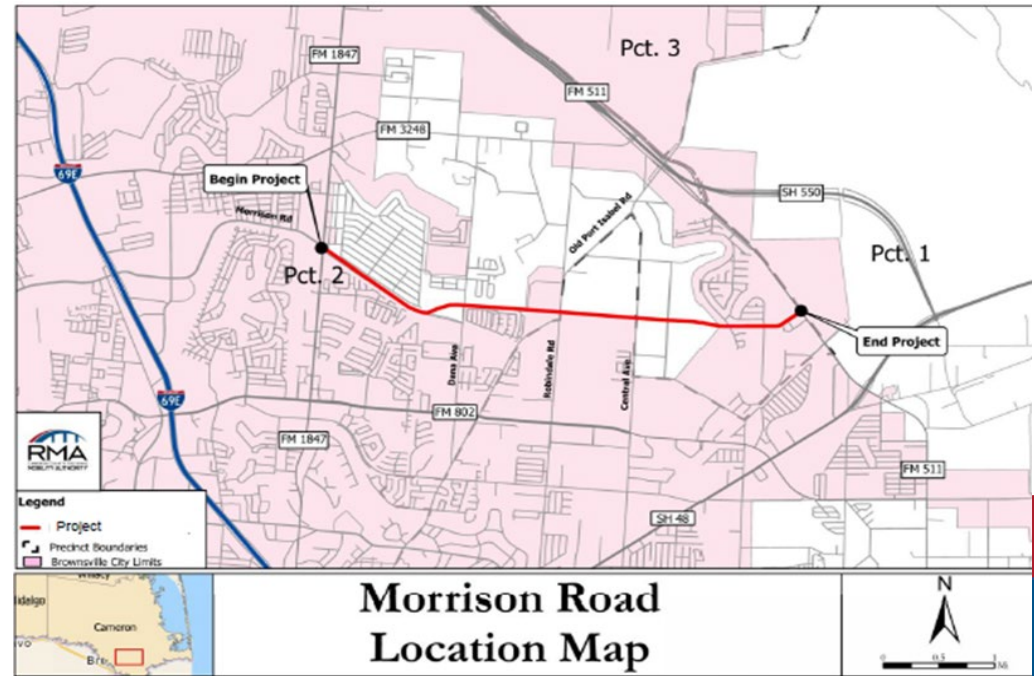 Pct. 3
FM 1847
FM 511
FM 3248
69E
Begin Project
SH 550
Morrison Rd
Old Port Isabel Rd
Pct. 1
Pct. 2
End Project
Dana Ave
Robindale Rd
Central Ave
69E
FM 802
FM 1847
RMA
MOBILITY AUTHORITY
FM 511
SH 48
Legend
Project
Precinct Boundaries
Brownsville City Limits
Morrison Road
Location Map
Cameron
N
0 0.5 1